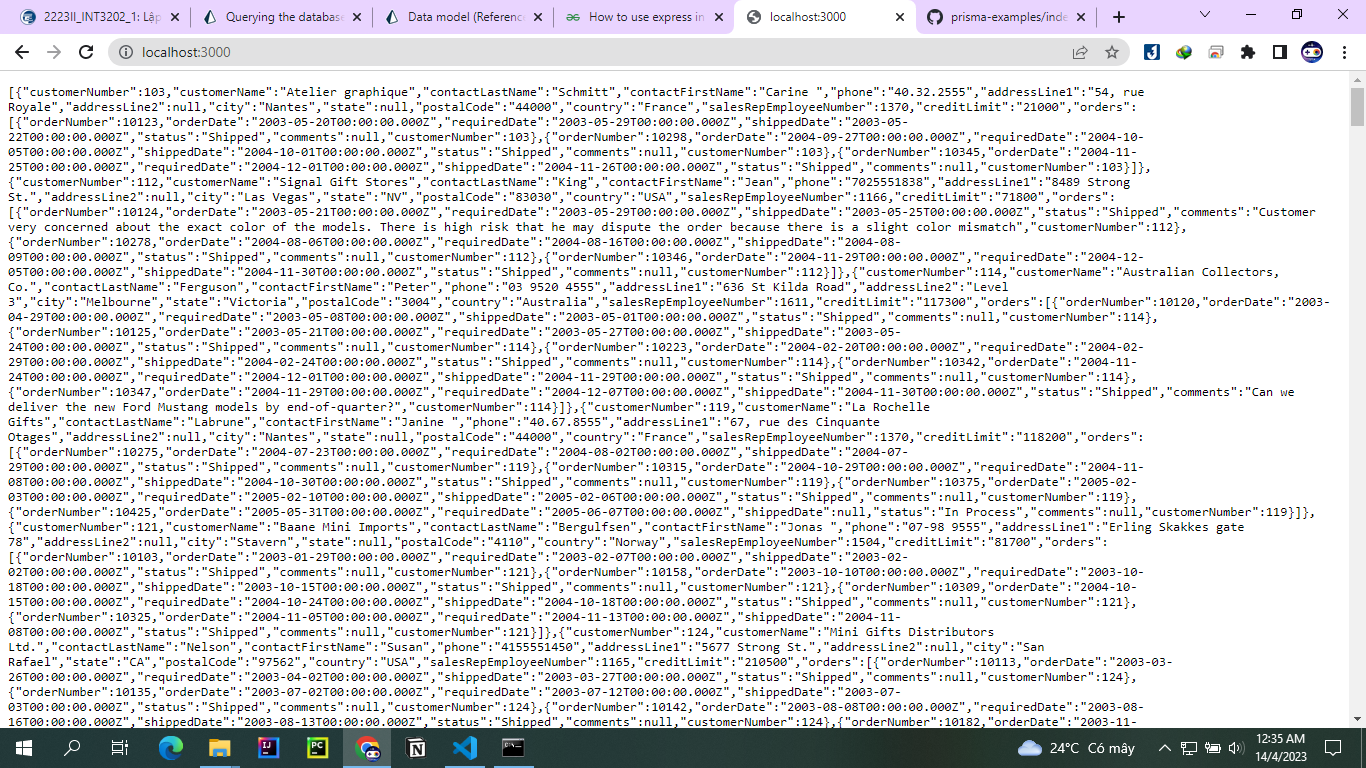 2223II_INT3202_1: Lập
Querying the database
Data model (Reference
How to use express in
localhost:3000
prisma-examples/inde
localhost:3000
[{"customerNumber":103,"customerName":"Atelier graphique","contactLastName":"Schmitt","contactFirstName":"Carine ","phone":"40.32.2555","addressLine1":"54, rue
Royale","addressLine2":null,"city":"Nantes","state":null,"postalCode":"44000","country":"France","salesRepEmployeeNumber":1370,"creditLimit":"21000","orders":
[{"orderNumber":10123,"orderDate":"2003-05-20T00:00:00.000Z","requiredDate":"2003-05-29T00:00:00.000Z","shippedDate":"2003-05-
22T00:00:00.000Z","status":"Shipped","comments":null,"customerNumber":103},{"orderNumber":10298,"orderDate":"2004-09-27T00:00:00.000Z","requiredDate":"2004-10-
05T00:00:00.000Z","shippedDate":"2004-10-01T00:00:00.000Z","status":"Shipped","comments":null,"customerNumber":103},{"orderNumber":10345,"orderDate":"2004-11-
25T00:00:00.000Z","requiredDate":"2004-12-01T00:00:00.000Z","shippedDate":"2004-11-26T00:00:00.000Z","status":"Shipped","comments":null,"customerNumber":103}]},
{"customerNumber":112,"customerName":"Signal Gift Stores","contactLastName":"King","contactFirstName":"Jean","phone":"7025551838","addressLine1":"8489 Strong
St.","addressLine2":null,"city":"Las Vegas","state":"NV","postalCode":"83030","country":"USA","salesRepEmployeeNumber":1166,"creditLimit":"71800","orders":
[{"orderNumber":10124,"orderDate":"2003-05-21T00:00:00.000Z","requiredDate":"2003-05-29T00:00:00.000Z","shippedDate":"2003-05-25T00:00:00.000Z","status":"Shipped","comments":"Customer
very concerned about the exact color of the models. There is high risk that he may dispute the order because there is a slight color mismatch","customerNumber":112},
{"orderNumber":10278,"orderDate":"2004-08-06T00:00:00.000Z","requiredDate":"2004-08-16T00:00:00.000Z","shippedDate":"2004-08-
09T00:00:00.000Z","status":"Shipped","comments":null,"customerNumber":112},{"orderNumber":10346,"orderDate":"2004-11-29T00:00:00.000Z","requiredDate":"2004-12-
05T00:00:00.000Z","shippedDate":"2004-11-30T00:00:00.000Z","status":"Shipped","comments":null,"customerNumber":112}]},{"customerNumber":114,"customerName":"Australian Collectors,
Co.","contactLastName":"Ferguson","contactFirstName":"Peter","phone":"03 9520 4555","addressLine1":"636 St Kilda Road","addressLine2":"Level
3","city":"Melbourne","state":"Victoria","postalCode":"3004","country":"Australia","salesRepEmployeeNumber":1611,"creditLimit":"117300","orders":[{"orderNumber":10120,"orderDate":"2003-
04-29T00:00:00.000Z","requiredDate":"2003-05-08T00:00:00.000Z","shippedDate":"2003-05-01T00:00:00.000Z","status":"Shipped","comments":null,"customerNumber":114},
{"orderNumber":10125,"orderDate":"2003-05-21T00:00:00.000Z","requiredDate":"2003-05-27T00:00:00.000Z","shippedDate":"2003-05-
24T00:00:00.000Z","status":"Shipped","comments":null,"customerNumber":114},{"orderNumber":10223,"orderDate":"2004-02-20T00:00:00.000Z","requiredDate":"2004-02-
29T00:00:00.000Z","shippedDate":"2004-02-24T00:00:00.000Z","status":"Shipped","comments":null,"customerNumber":114},{"orderNumber":10342,"orderDate":"2004-11-
24T00:00:00.000Z","requiredDate":"2004-12-01T00:00:00.000Z","shippedDate":"2004-11-29T00:00:00.000Z","status":"Shipped","comments":null,"customerNumber":114},
{"orderNumber":10347,"orderDate":"2004-11-29T00:00:00.000Z","requiredDate":"2004-12-07T00:00:00.000Z","shippedDate":"2004-11-30T00:00:00.000Z","status":"Shipped","comments":"Can we
deliver the new Ford Mustang models by end-of-quarter?","customerNumber":114}]},{"customerNumber":119,"customerName":"La Rochelle
Gifts","contactLastName":"Labrune","contactFirstName":"Janine ","phone":"40.67.8555","addressLine1":"67, rue des Cinquante
Otages","addressLine2":null,"city":"Nantes","state":null,"postalCode":"44000","country":"France","salesRepEmployeeNumber":1370,"creditLimit":"118200","orders":
[{"orderNumber":10275,"orderDate":"2004-07-23T00:00:00.000Z","requiredDate":"2004-08-02T00:00:00.000Z","shippedDate":"2004-07-
29T00:00:00.000Z","status":"Shipped","comments":null,"customerNumber":119},{"orderNumber":10315,"orderDate":"2004-10-29T00:00:00.000Z","requiredDate":"2004-11-
08T00:00:00.000Z","shippedDate":"2004-10-30T00:00:00.000Z","status":"Shipped","comments":null,"customerNumber":119},{"orderNumber":10375,"orderDate":"2005-02-
03T00:00:00.000Z","requiredDate":"2005-02-10T00:00:00.000Z","shippedDate":"2005-02-06T00:00:00.000Z","status":"Shipped","comments":null,"customerNumber":119},
{"orderNumber":10425,"orderDate":"2005-05-31T00:00:00.000Z","requiredDate":"2005-06-07T00:00:00.000Z","shippedDate":null,"status":"In Process","comments":null,"customerNumber":119}]},
{"customerNumber":121,"customerName":"Baane Mini Imports","contactLastName":"Bergulfsen","contactFirstName":"Jonas ","phone":"07-98 9555","addressLine1":"Erling Skakkes gate
78","addressLine2":null,"city":"Stavern","state":null,"postalCode":"4110","country":"Norway","salesRepEmployeeNumber":1504,"creditLimit":"81700","orders":
[{"orderNumber":10103,"orderDate":"2003-01-29T00:00:00.000Z","requiredDate":"2003-02-07T00:00:00.000Z","shippedDate":"2003-02-
02T00:00:00.000Z","status":"Shipped","comments":null,"customerNumber":121},{"orderNumber":10158,"orderDate":"2003-10-10T00:00:00.000Z","requiredDate":"2003-10-
18T00:00:00.000Z","shippedDate":"2003-10-15T00:00:00.000Z","status":"Shipped","comments":null,"customerNumber":121},{"orderNumber":10309,"orderDate":"2004-10-
15T00:00:00.000Z","requiredDate":"2004-10-24T00:00:00.000Z","shippedDate":"2004-10-18T00:00:00.000Z","status":"Shipped","comments":null,"customerNumber":121},
{"orderNumber":10325,"orderDate":"2004-11-05T00:00:00.000Z","requiredDate":"2004-11-13T00:00:00.000Z","shippedDate":"2004-11-
08T00:00:00.000Z","status":"Shipped","comments":null,"customerNumber":121}]},{"customerNumber":124,"customerName":"Mini Gifts Distributors
Ltd.","contactLastName":"Nelson","contactFirstName":"Susan","phone":"4155551450","addressLine1":"5677 Strong St.","addressLine2":null,"city":"San
Rafael","state":"CA","postalCode":"97562","country":"USA","salesRepEmployeeNumber":1165,"creditLimit":"210500","orders":[{"orderNumber":10113,"orderDate":"2003-03-
26T00:00:00.000Z","requiredDate":"2003-04-02T00:00:00.000Z","shippedDate":"2003-03-27T00:00:00.000Z","status":"Shipped","comments":null,"customerNumber":124},
{"orderNumber":10135,"orderDate":"2003-07-02T00:00:00.000Z","requiredDate":"2003-07-12T00:00:00.000Z","shippedDate":"2003-07-
03T00:00:00.000Z","status":"Shipped","comments":null,"customerNumber":124},{"orderNumber":10142,"orderDate":"2003-08-08T00:00:00.000Z","requiredDate":"2003-08-
16T00:00:00.000Z","shippedDate":"2003-08-13T00:00:00.000Z","status":"Shipped","comments":null,"customerNumber":124},{"orderNumber":10182,"orderDate":"2003-11-
24°C Có mây
12:35 AM
14/4/2023